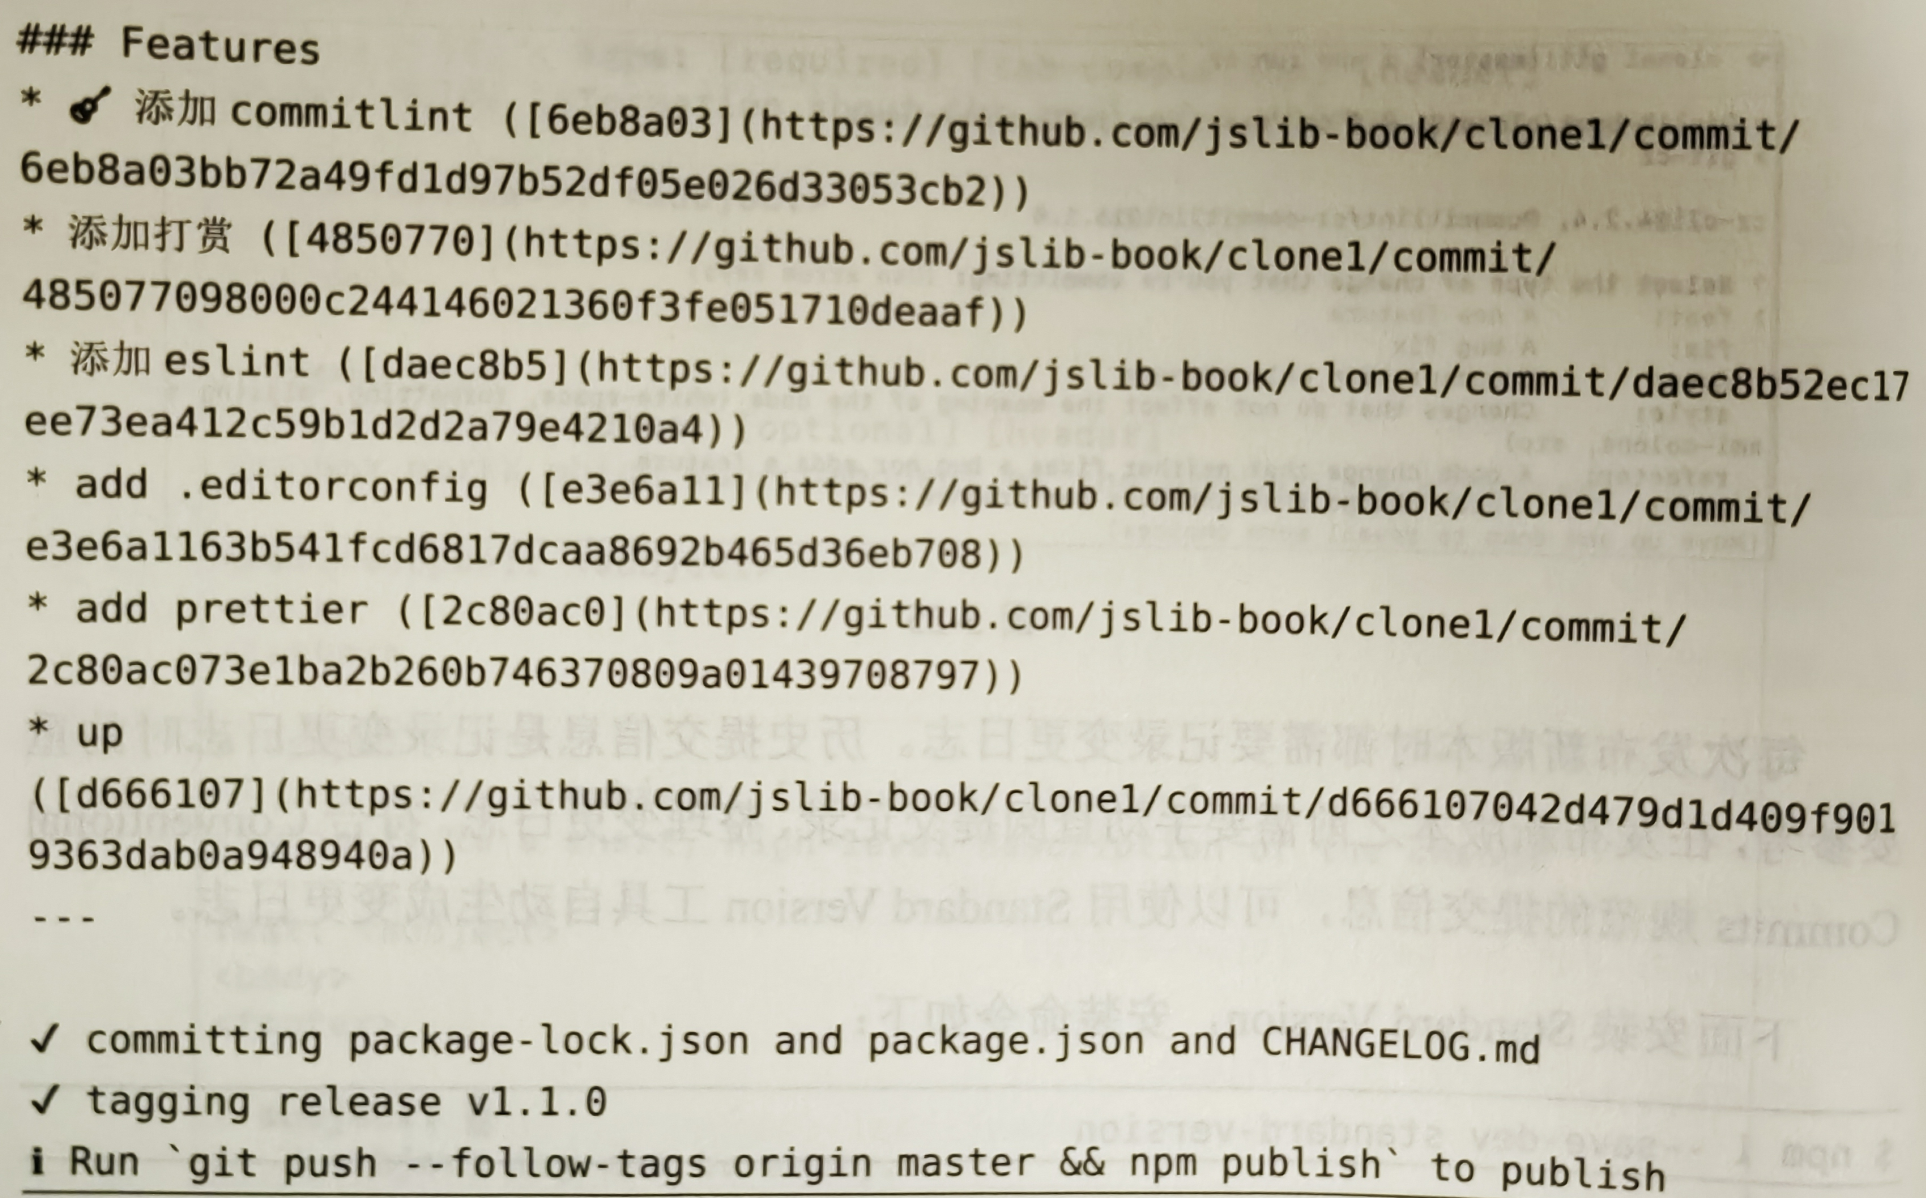 ### Features
* 🎸 添加 commitlint ([6eb8a03](https://github.com/jslib-book/clone1/commit/
6eb8a03bb72a49fd1d97b52df05e026d33053cb2))
* 添加打赏 ([4850770](https://github.com/jslib-book/clone1/commit/
485077098000c244146021360f3fe051710deaaf))
* 添加 eslint ([daec8b5](https://github.com/jslib-book/clone1/commit/daec8b52ec17
ee73ea412c59b1d2d2a79e4210a4))
* add .editorconfig ([e3e6a11](https://github.com/jslib-book/clone1/commit/
e3e6a1163b541fcd6817dcaa8692b465d36eb708))
* add prettier ([2c80ac0](https://github.com/jslib-book/clone1/commit/
2c80ac073e1ba2b260b746370809a01439708797))
* up
([d666107](https://github.com/jslib-book/clone1/commit/d666107042d479d1d409f901
9363dab0a948940a))
---
✓ committing package-lock.json and package.json and CHANGELOG.md
✓ tagging release v1.1.0
ℹ Run `git push --follow-tags origin master && npm publish` to publish